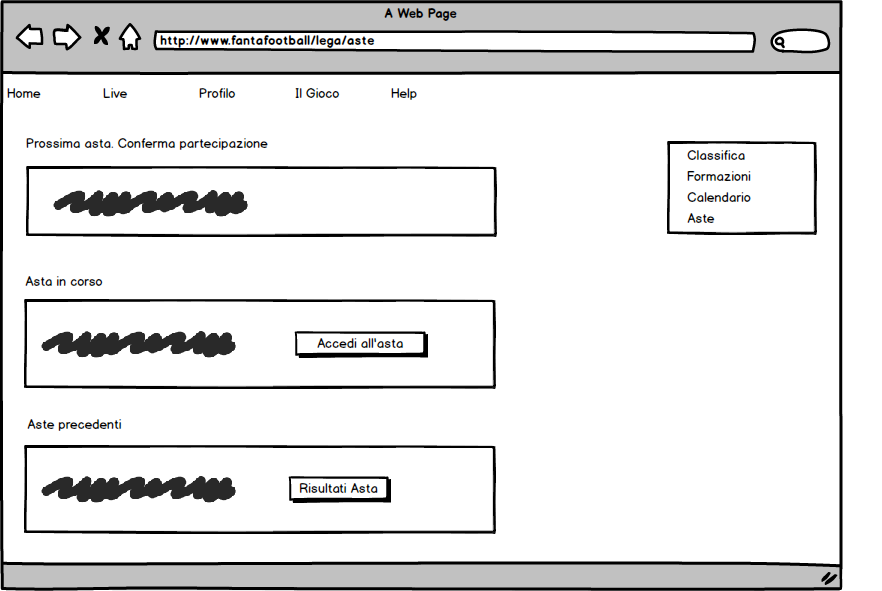 A Web Page
http://www.fantafootball/lega/aste
Home Live Profilo Il Gioco Help
Prossima asta. Conferma partecipazione
Classifica
Formazioni
Calendario
Aste
Asta in corso
Accedi all'asta
Aste precedenti
Risultati Asta